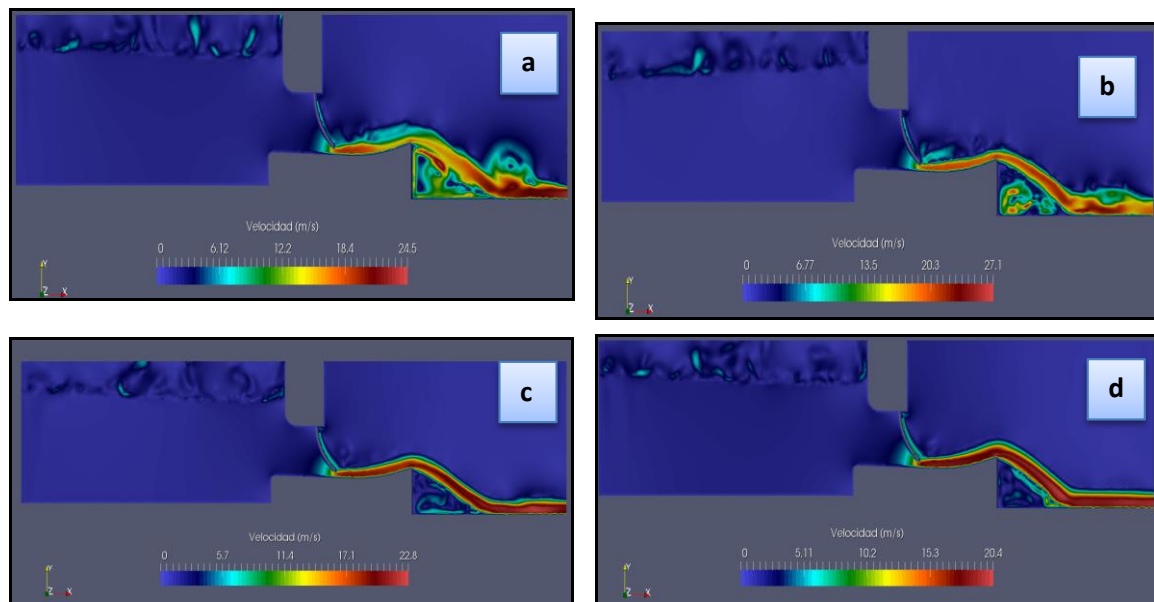 a
Velocidad (m/s)
0 6.12 12.2 18.4 24.5
Y
Z X
b
Velocidad (m/s)
0 6.77 13.5 20.3 27.1
Y
Z X
c
Velocidad (m/s)
0 5.7 11.4 17.1 22.8
Y
Z X
d
Velocidad (m/s)
0 5.11 10.2 15.3 20.4
Y
Z X